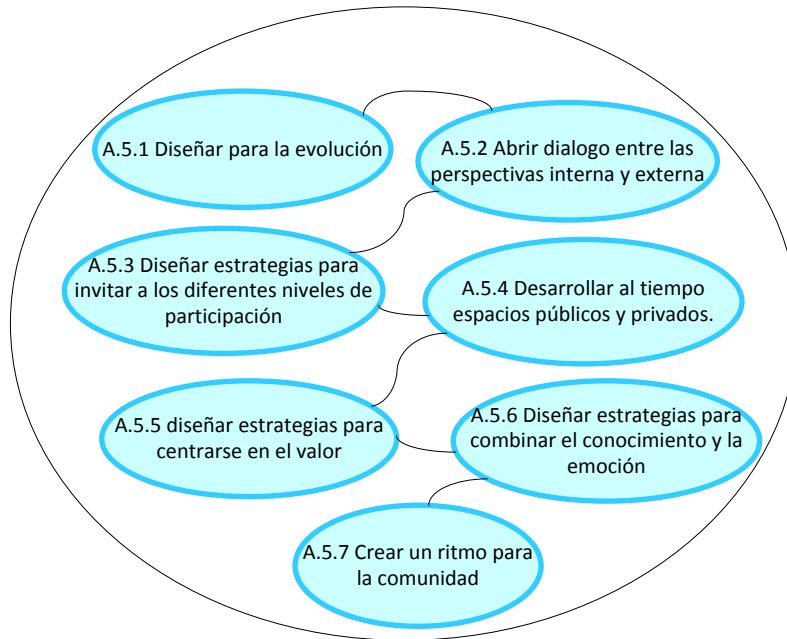 A.5.1 Diseñar para la evolución
A.5.2 Abrir dialogo entre las
perspectivas interna y externa
A.5.3 Diseñar estrategias para
invitar a los diferentes niveles de
participación
A.5.4 Desarrollar al tiempo
espacios públicos y privados.
A.5.5 diseñar estrategias para
centrarse en el valor
A.5.6 Diseñar estrategias para
combinar el conocimiento y la
emoción
A.5.7 Crear un ritmo para
la comunidad